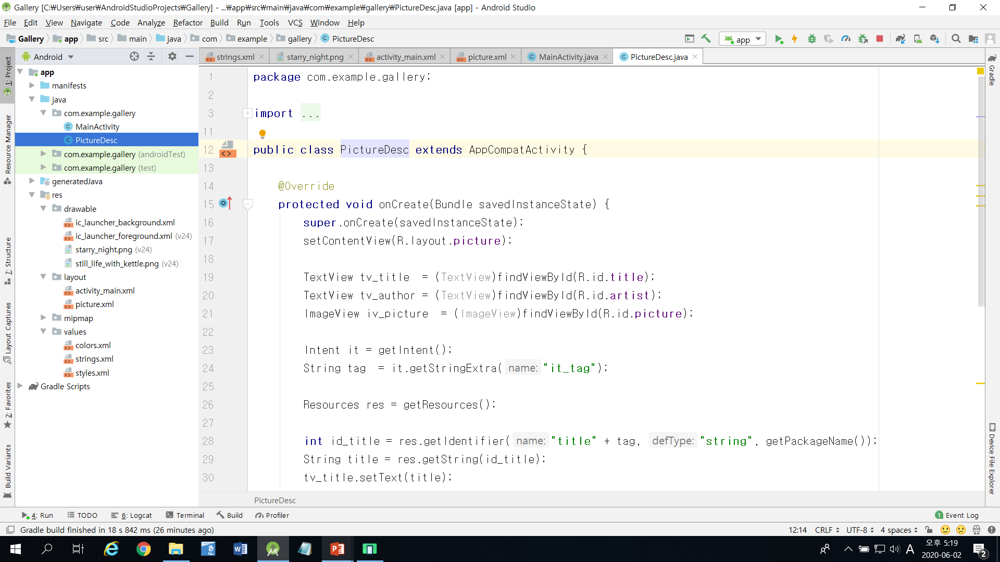 Gallery [C:₩Users₩user₩AndroidStudioProjects₩Gallery] - ...₩app₩src₩main₩java₩com₩example₩gallery₩PictureDesc.java [app] - Android Studio
File Edit View Navigate Code Analyze Refactor Build Run Tools VCS Window Help
Gallery app src main java com example gallery PictureDesc app
Android strings.xml starry_night.png activity_main.xml picture.xml MainActivity.java PictureDesc.java
1: Project
Resource Manager
7: Structure
Layout Captures
2: Favorites
Build Variants
app
manifests
java
com.example.gallery
MainActivity
PictureDesc
com.example.gallery (androidTest)
com.example.gallery (test)
generatedJava
res
drawable
ic_launcher_background.xml
ic_launcher_foreground.xml (v24)
starry_night.png (v24)
still_life_with_kettle.png (v24)
layout
activity_main.xml
picture.xml
mipmap
values
colors.xml
strings.xml
styles.xml
Gradle Scripts
1 package com.example.gallery;
2
3 import ...
11
12 public class PictureDesc extends AppCompatActivity {
13
14 @Override
15 protected void onCreate(Bundle savedInstanceState) {
16 super.onCreate(savedInstanceState);
17 setContentView(R.layout.picture);
18
19 TextView tv_title  = (TextView)findViewById(R.id.title);
20 TextView tv_author = (TextView)findViewById(R.id.artist);
21 ImageView iv_picture  = (ImageView)findViewById(R.id.picture);
22
23 Intent it = getIntent();
24 String tag  = it.getStringExtra( name: "it_tag");
25
26 Resources res = getResources();
27
28 int id_title = res.getIdentifier( name: "title" + tag, defType: "string", getPackageName());
29 String title = res.getString(id_title);
30 tv_title.setText(title);
PictureDesc
Gradle
Device File Explorer
4: Run TODO 6: Logcat Terminal Build Profiler 1 Event Log
Gradle build finished in 18 s 842 ms (26 minutes ago) 12:14 CRLF UTF-8 4 spaces
A 오후 5:19
2020-06-02 2